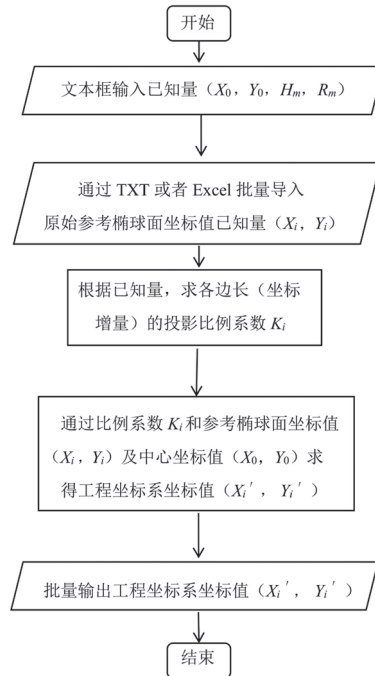 开始
文本框输入已知量（X₀，Y₀，Hₘ，Rₘ）
通过 TXT 或者 Excel 批量导入
原始参考椭球面坐标值已知量（Xᵢ, Yᵢ）
根据已知量，求各边长（坐标
增量）的投影比例系数 Kᵢ
通过比例系数 Kᵢ 和参考椭球面坐标值
（Xᵢ，Yᵢ）及中心坐标值（X₀，Y₀）求
得工程坐标系坐标值（Xᵢ′，Yᵢ′）
批量输出工程坐标系坐标值（Xᵢ′，Yᵢ′）
结束